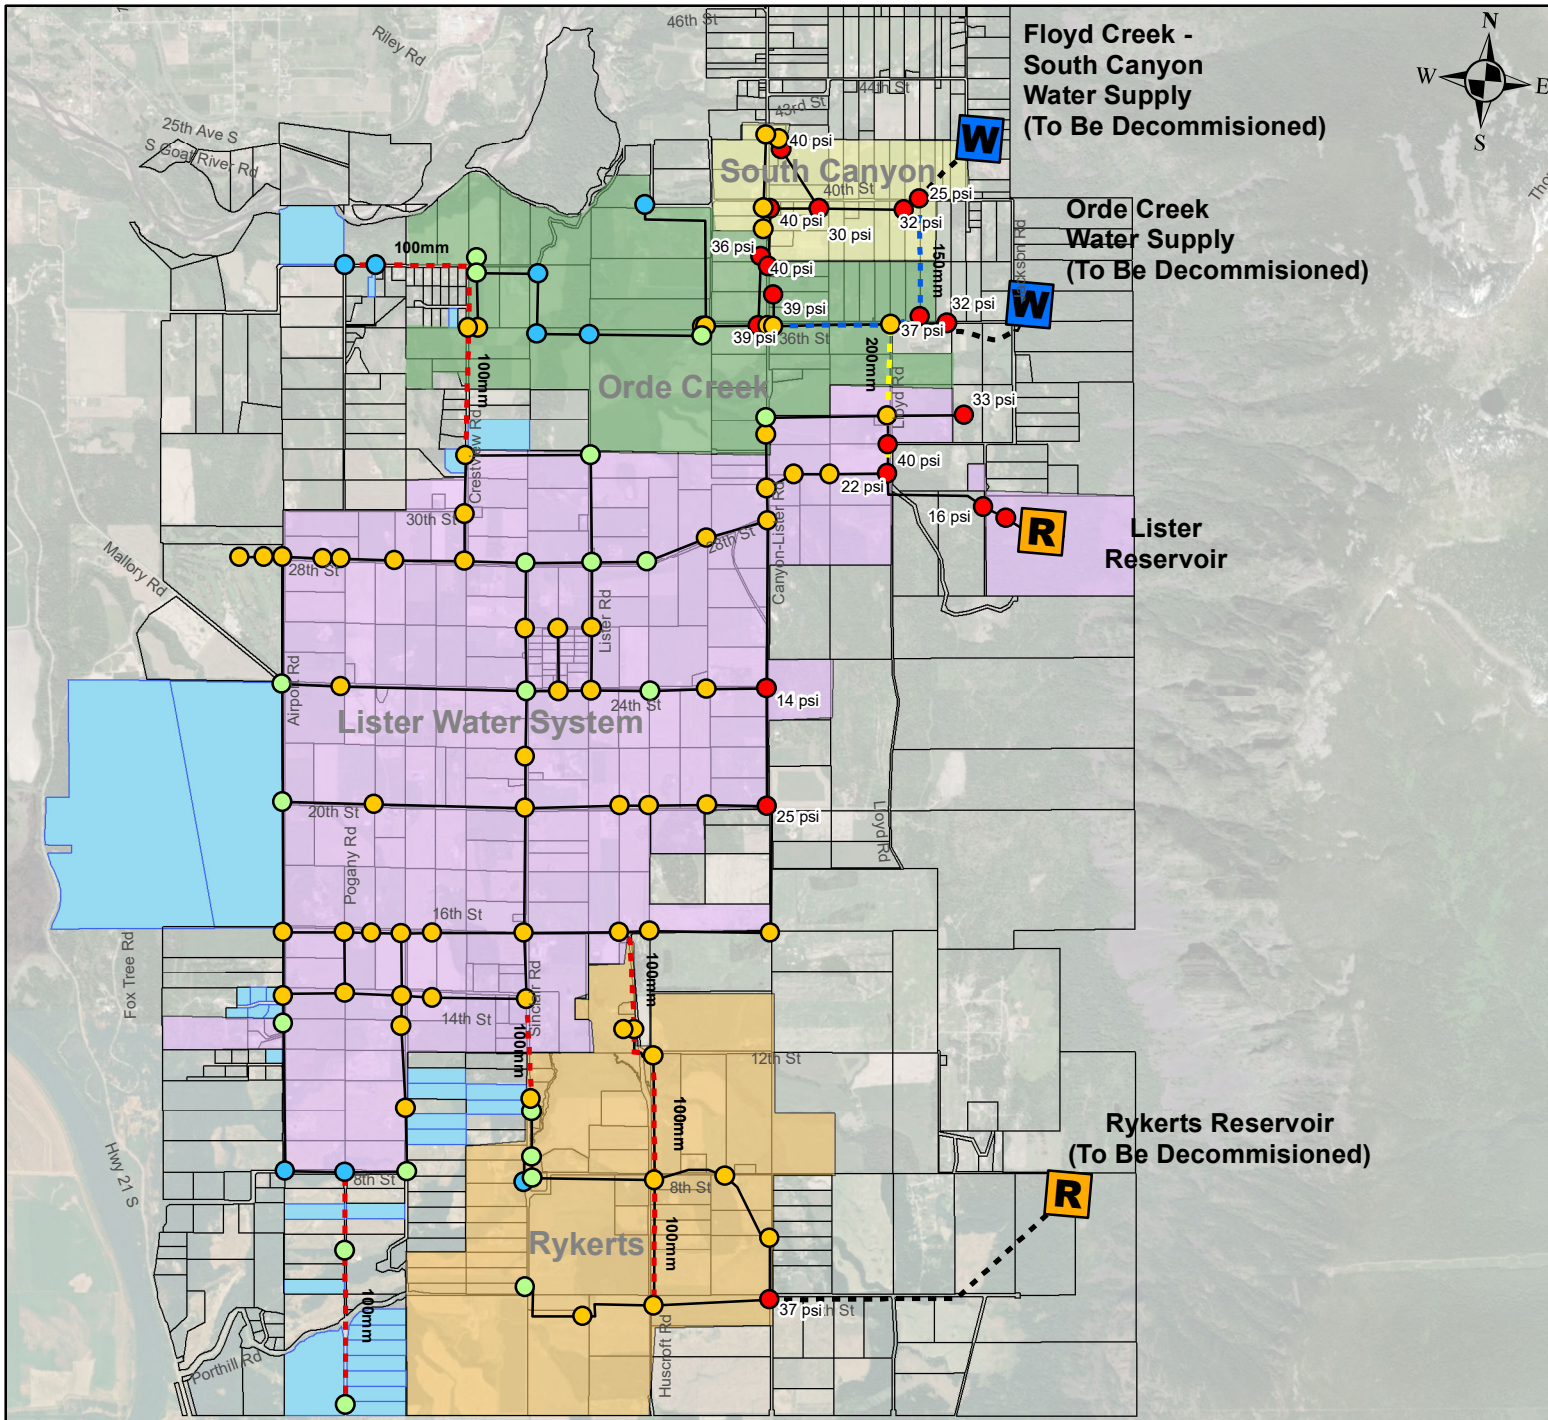 46th St
Riley Rd
Floyd Creek -
South Canyon
Water Supply
(To Be Decommisioned)
N
W
E
S
44th St
43rd St
25th Ave S
S Goat River Rd
W
40 psi
South Canyon
40th St
25 psi
40 psi
30 psi
32 psi
Orde Creek
Water Supply
(To Be Decommisioned)
100mm
36 psi
40 psi
150mm
W
39 psi
32 psi
39 psi
36th St
37 psi
100mm
200mm
Orde Creek
Lloyd Rd
33 psi
Crestview Rd
40 psi
22 psi
30th St
16 psi
R
Lister
Reservoir
28th St
Canyon-Lister Rd
Mallory Rd
28th St
Lister Rd
Airport Rd
24th St
14 psi
Lister Water System
20th St
25 psi
Lloyd Rd
Pogany Rd
16th St
Fox Tree Rd
100mm
Sinclair Rd
14th St
100mm
12th St
100mm
Rykerts Reservoir
(To Be Decommisioned)
Hwy 21 S
8th St
8th St
R
Rykerts
100mm
100mm
37 psi
h St
Huscroft Rd
Porthill Rd